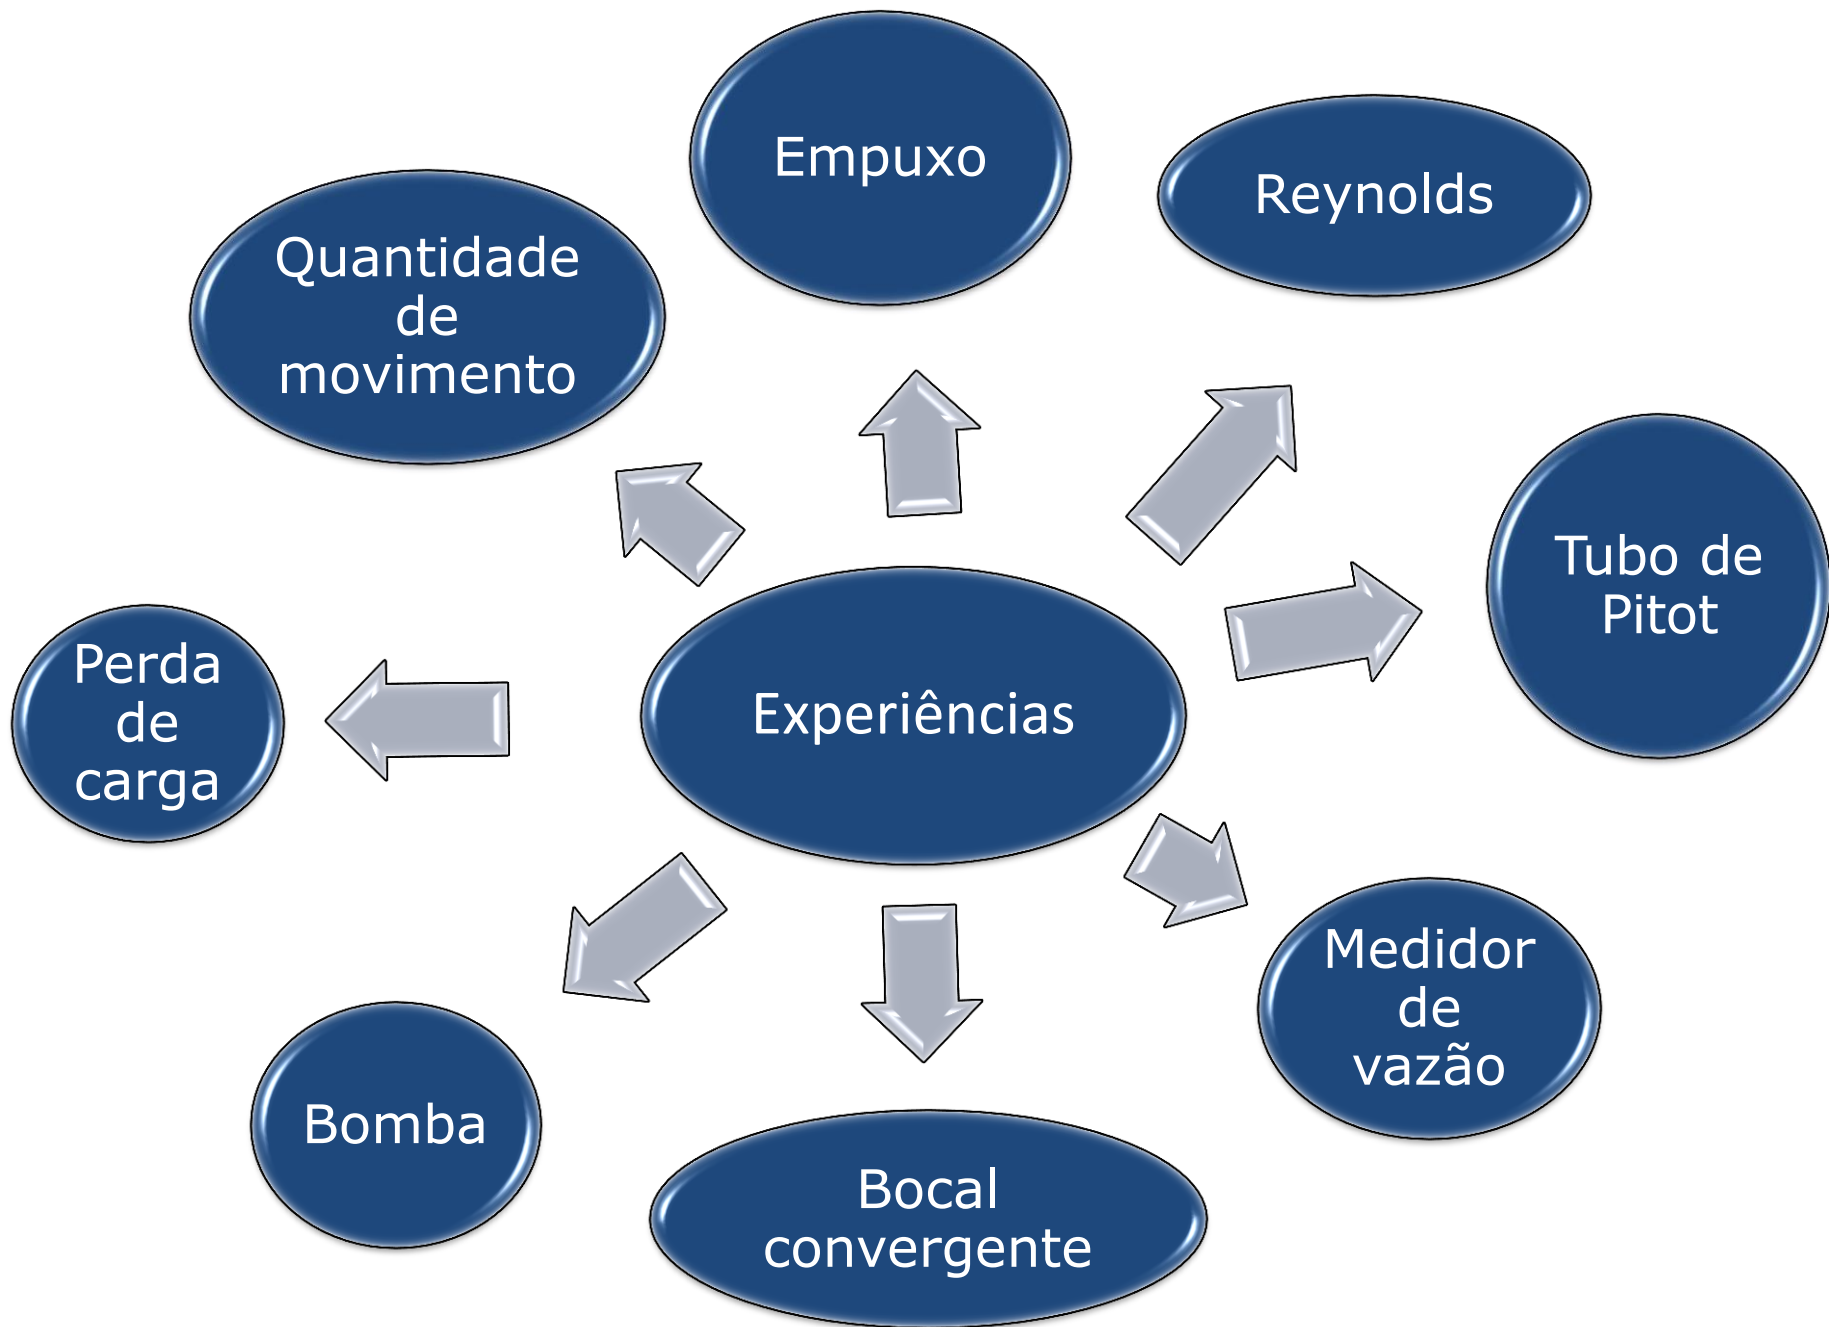 Empuxo
Reynolds
Quantidade
de
movimento
Tubo de
Pitot
Perda
de
carga
Experiências
Medidor
de
vazão
Bomba
Bocal
convergente